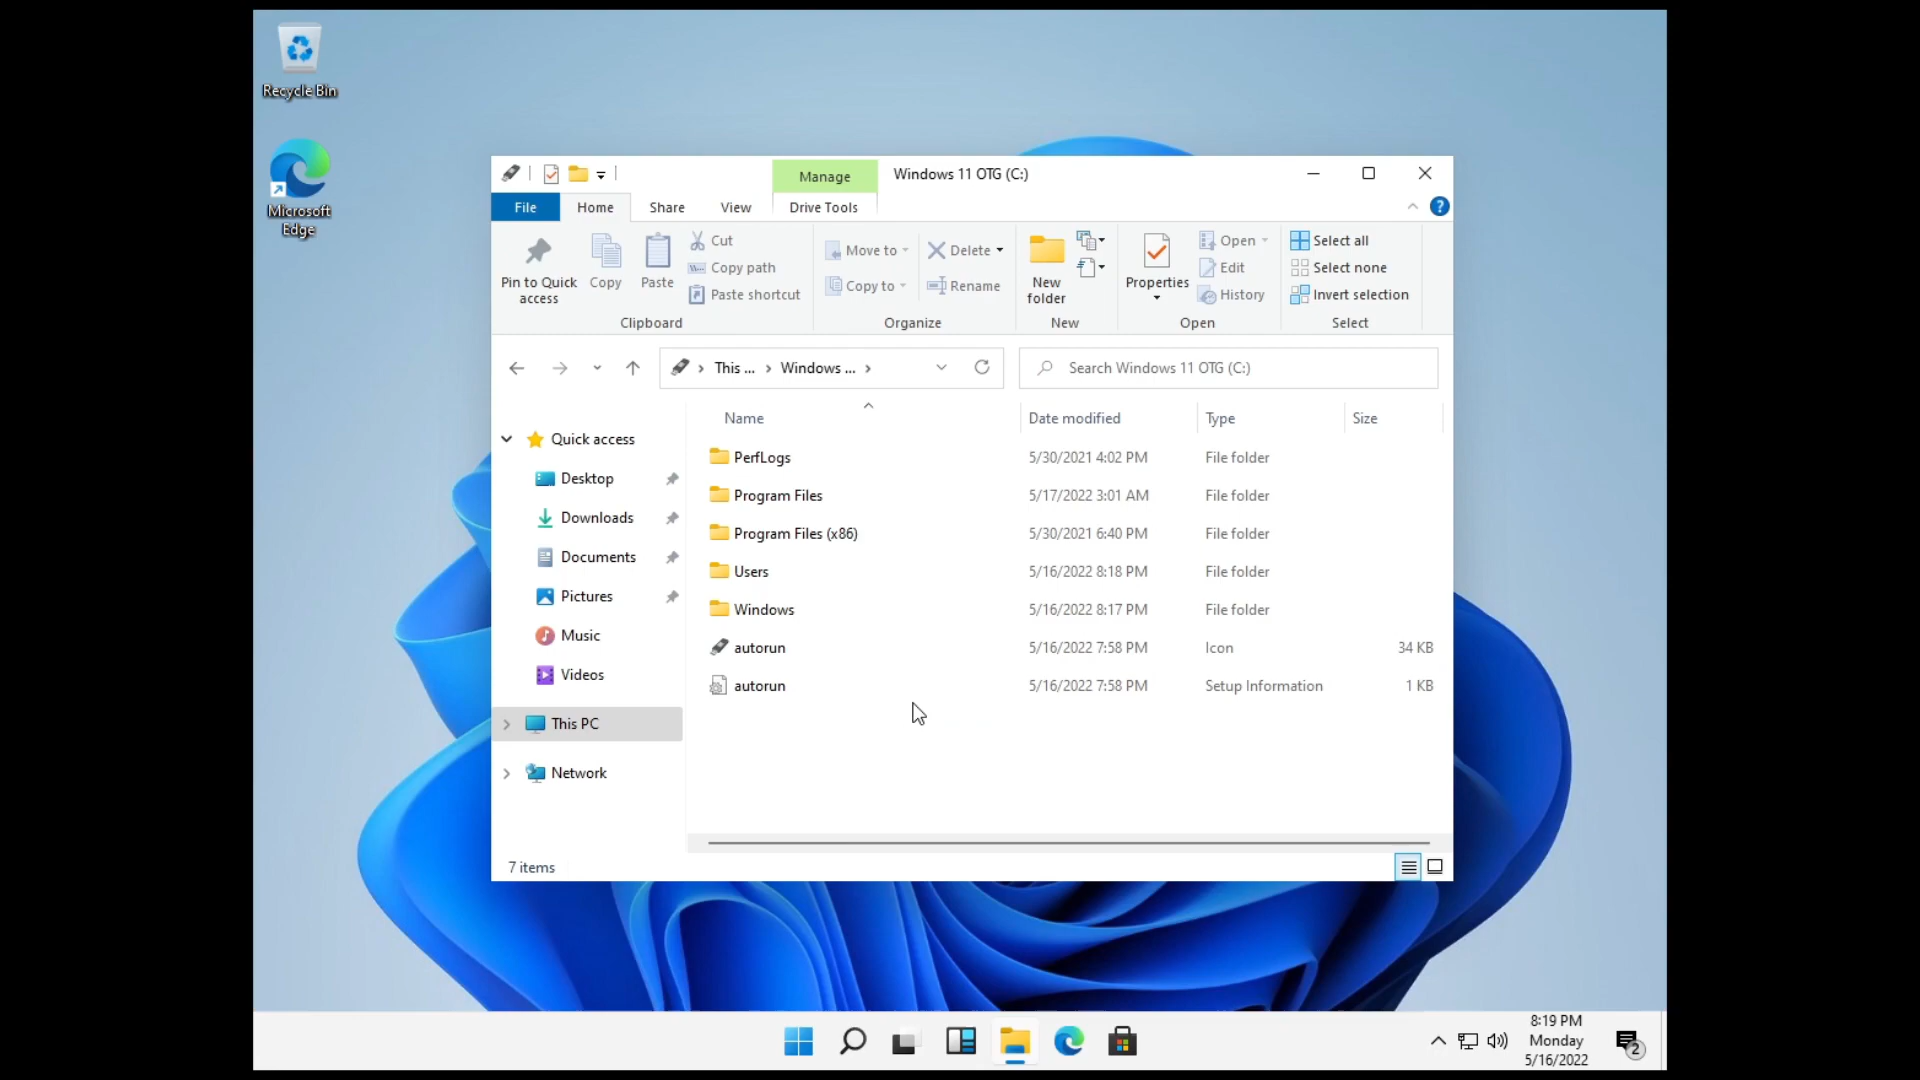 Recycle Bin
Microsoft
Edge
Manage
Windows 11 OTG (C:)
File
Home
Share
View
Drive Tools
Pin to Quick
access
Copy
Paste
Cut
Copy path
Paste shortcut
Clipboard
Move to
Copy to
Delete
Rename
Organize
New
folder
New
Properties
Open
Edit
History
Open
Select all
Select none
Invert selection
Select
This ...
Windows ...
Search Windows 11 OTG (C:)
Quick access
Desktop
Downloads
Documents
Pictures
Music
Videos
This PC
Network
Name Date modified Type Size
PerfLogs 5/30/2021 4:02 PM File folder
Program Files 5/17/2022 3:01 AM File folder
Program Files (x86) 5/30/2021 6:40 PM File folder
Users 5/16/2022 8:18 PM File folder
Windows 5/16/2022 8:17 PM File folder
autorun 5/16/2022 7:58 PM Icon 34 KB
autorun 5/16/2022 7:58 PM Setup Information 1 KB
7 items
8:19 PM
Monday
5/16/2022
2